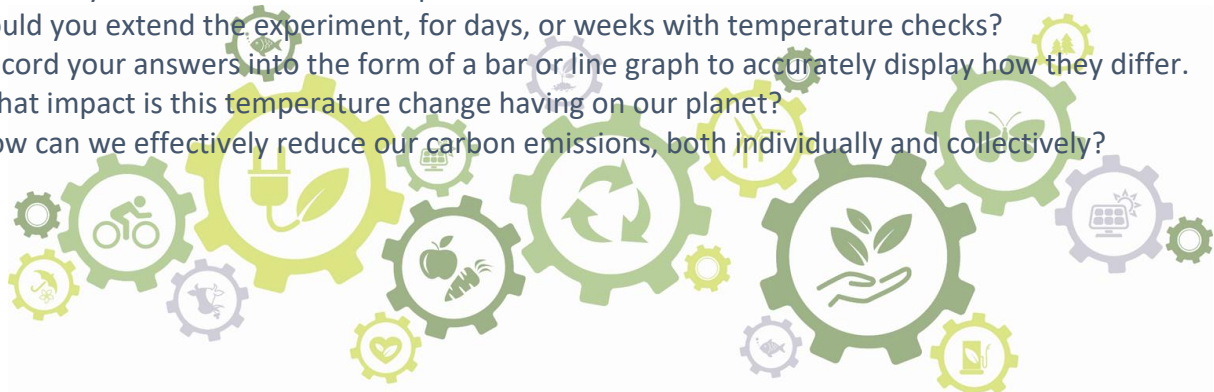 ould you extend the experiment, for days, or weeks with temperature checks?
cord your answers into the form of a bar or line graph to accurately display how they differ.
hat impact is this temperature change having on our planet?
ow can we effectively reduce our carbon emissions, both individually and collectively?